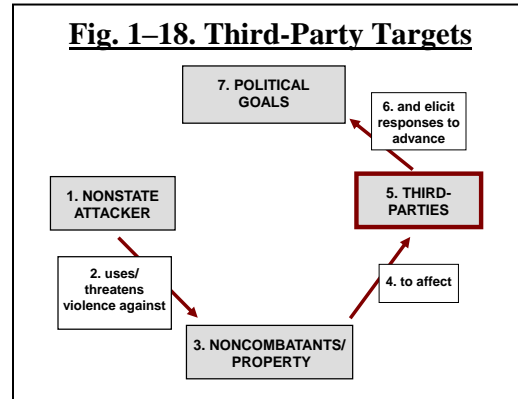 Fig. 1–18. Third-Party Targets
7. POLITICAL
GOALS
6. and elicit
responses to
advance
1. NONSTATE
ATTACKER
5. THIRD-
PARTIES
2. uses/
threatens
violence against
4. to affect
3. NONCOMBATANTS/
PROPERTY